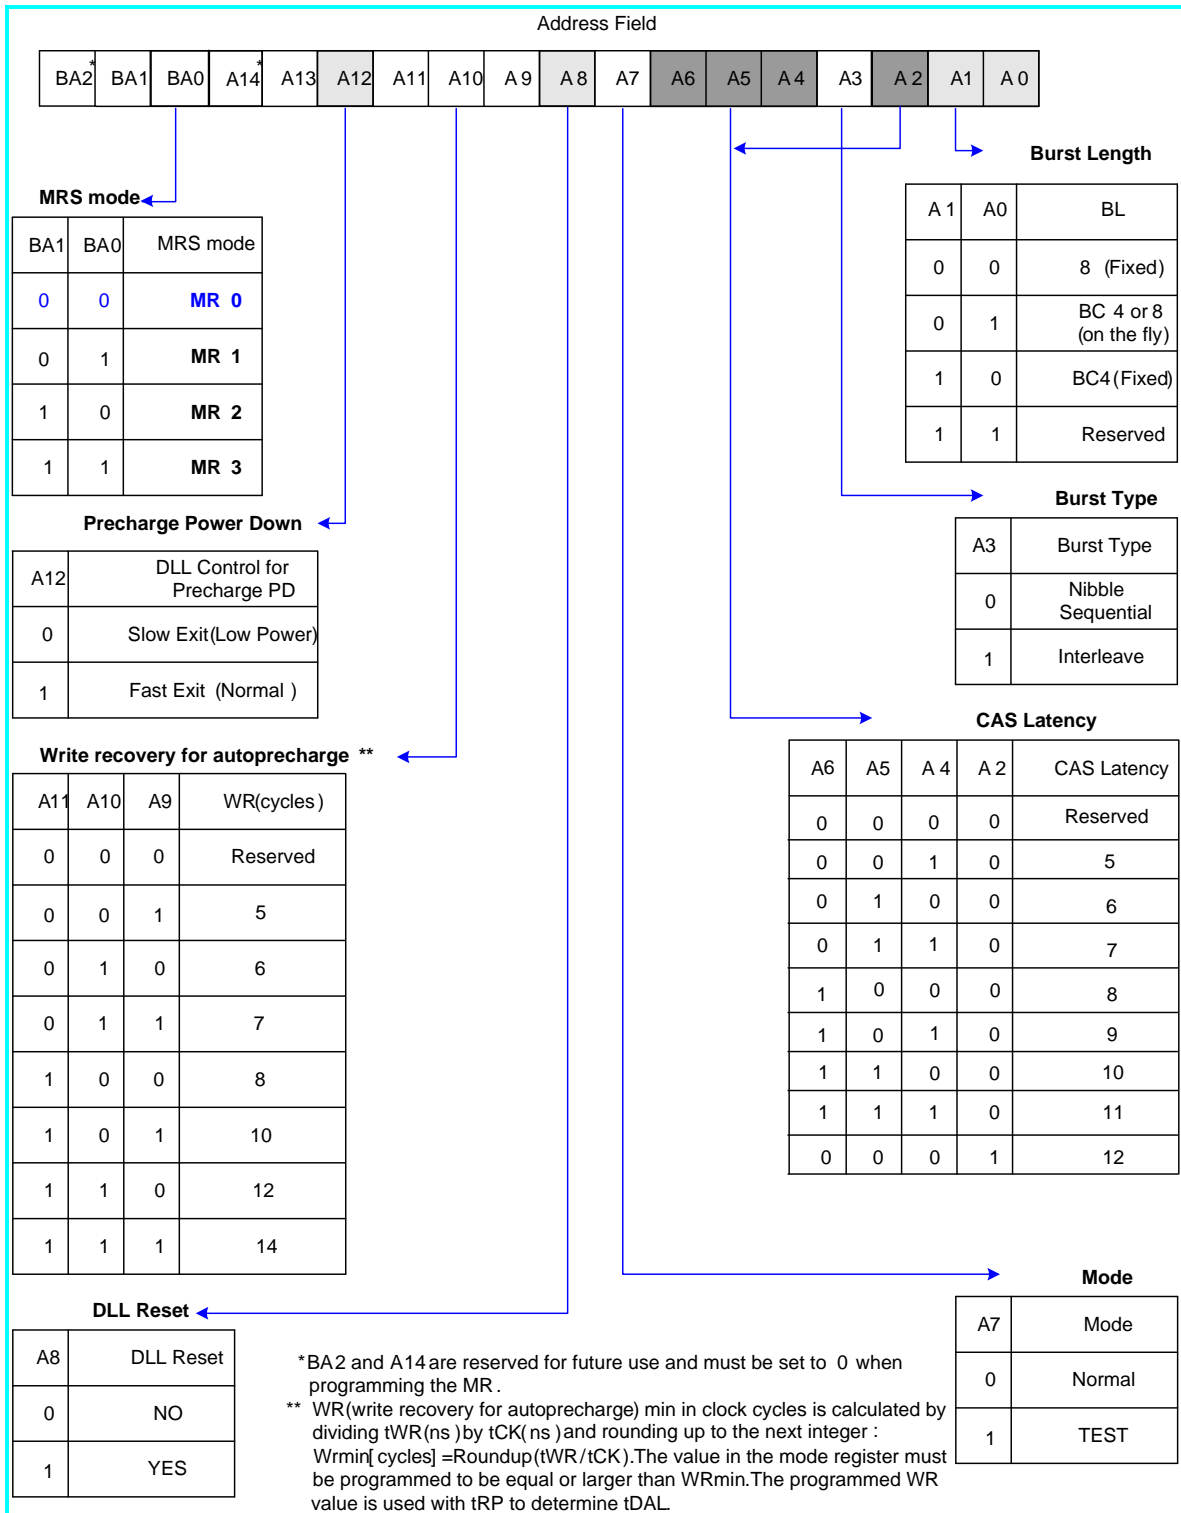 Address Field
BA2* BA1 BA0 A14* A13 A12 A11 A10 A9 A8 A7 A6 A5 A4 A3 A2 A1 A0
MRS mode
BA1 BA0 MRS mode
0 0 MR 0
0 1 MR 1
1 0 MR 2
1 1 MR 3
Precharge Power Down
A12 DLL Control for
Precharge PD
0 Slow Exit(Low Power)
1 Fast Exit (Normal )
Write recovery for autoprecharge **
A11 A10 A9 WR(cycles)
0 0 0 Reserved
0 0 1 5
0 1 0 6
0 1 1 7
1 0 0 8
1 0 1 10
1 1 0 12
1 1 1 14
DLL Reset
A8 DLL Reset
0 NO
1 YES
Burst Length
A1 A0 BL
0 0 8 (Fixed)
0 1 BC 4 or 8
(on the fly)
1 0 BC4(Fixed)
1 1 Reserved
Burst Type
A3 Burst Type
0 Nibble
Sequential
1 Interleave
CAS Latency
A6 A5 A4 A2 CAS Latency
0 0 0 0 Reserved
0 0 1 0 5
0 1 0 0 6
0 1 1 0 7
1 0 0 0 8
1 0 1 0 9
1 1 0 0 10
1 1 1 0 11
0 0 0 1 12
Mode
A7 Mode
0 Normal
1 TEST
*BA2 and A14 are reserved for future use and must be set to 0 when
programming the MR.
** WR(write recovery for autoprecharge) min in clock cycles is calculated by
dividing tWR(ns) by tCK(ns) and rounding up to the next integer :
Wrmin[cycles] =Roundup(tWR/tCK).The value in the mode register must
be programmed to be equal or larger than WRmin.The programmed WR
value is used with tRP to determine tDAL.